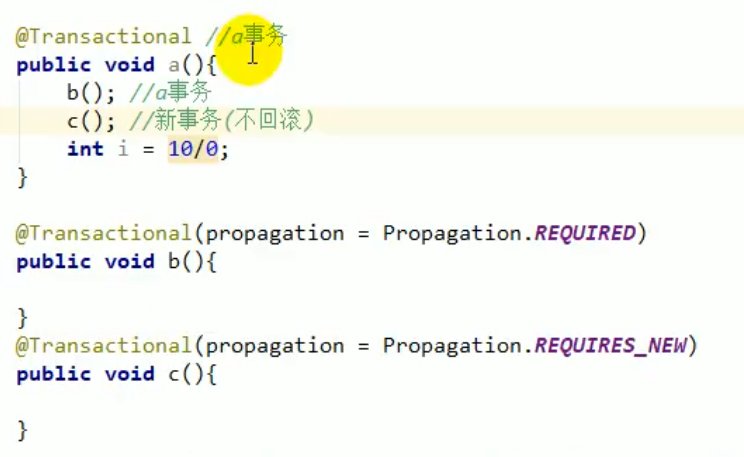 @Transactional //a事务
public void a(){
b(); //a事务
c(); //新事务(不回滚)
int i = 10/0;
}
@Transactional(propagation = Propagation.REQUIRED)
public void b(){
}
@Transactional(propagation = Propagation.REQUIRES_NEW)
public void c(){
}